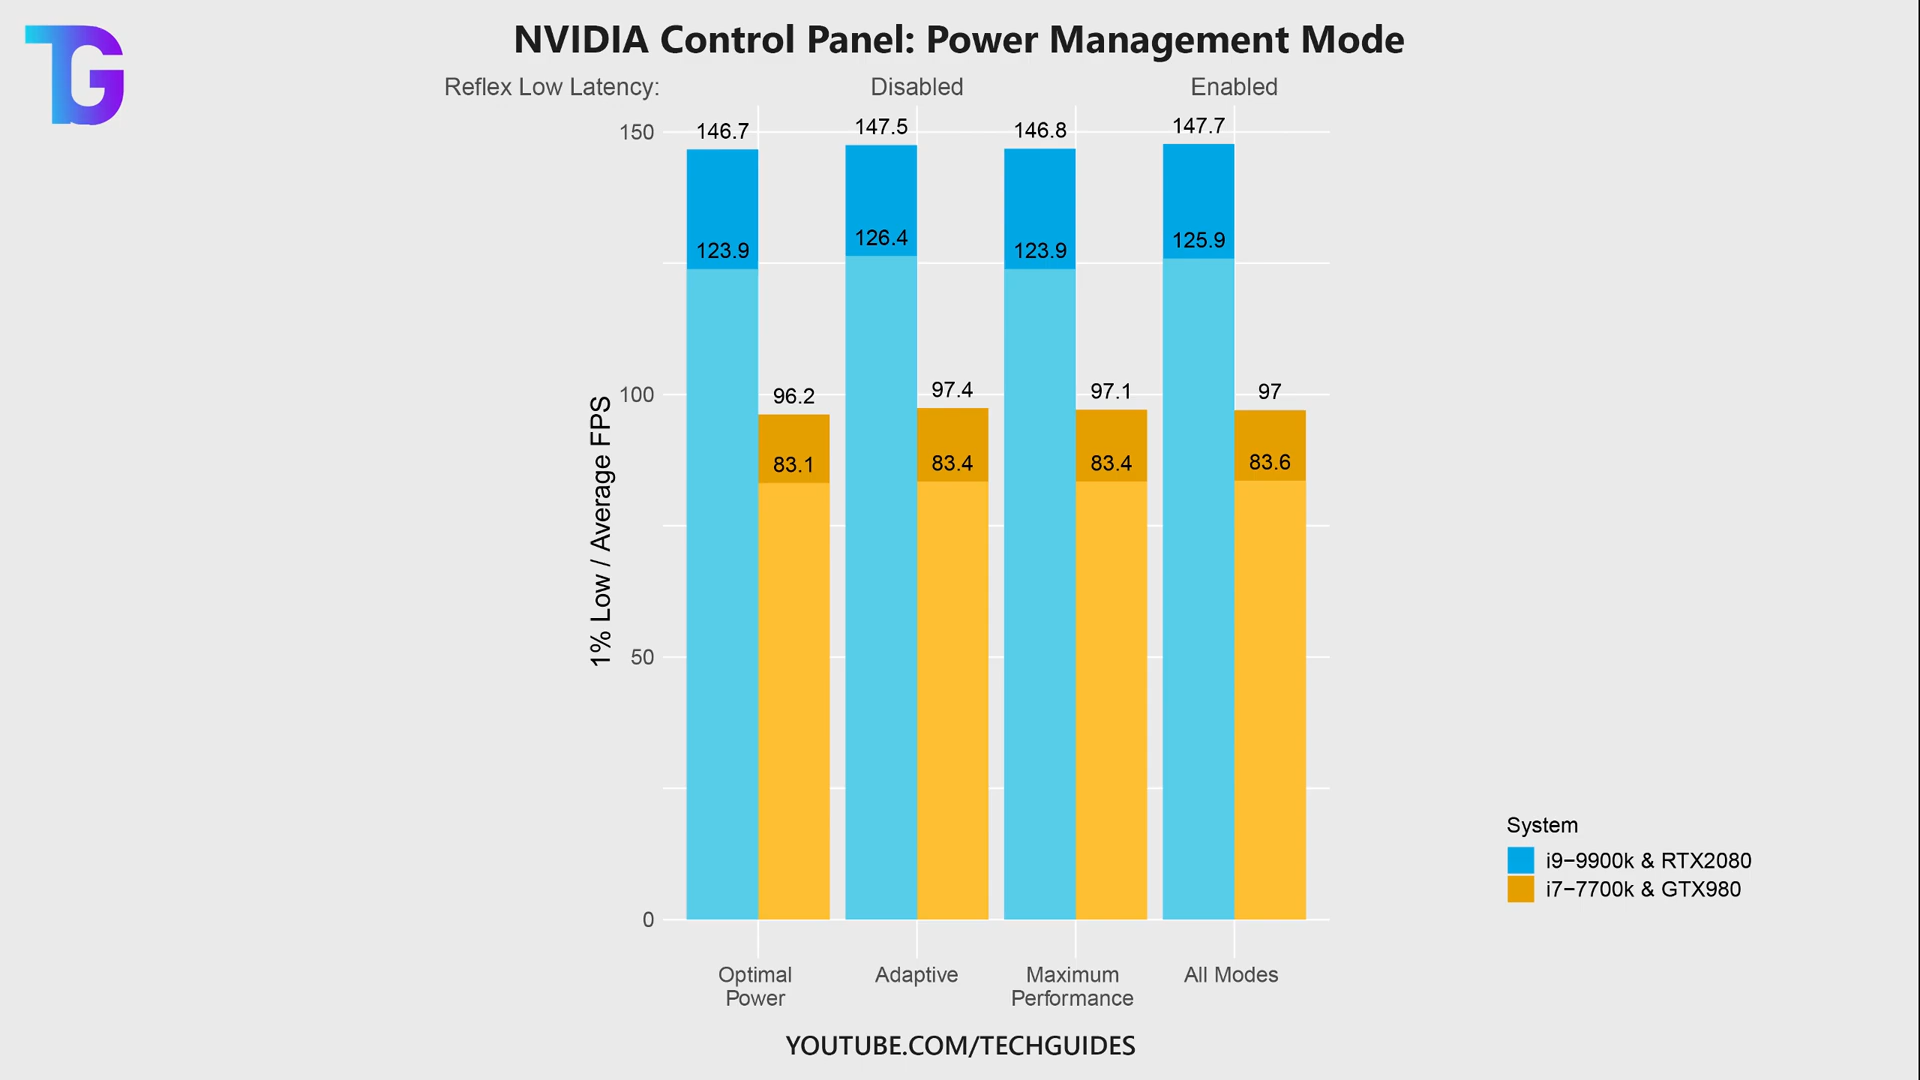 TG
NVIDIA Control Panel: Power Management Mode
Reflex Low Latency: Disabled Enabled
150
146.7
147.5
146.8
147.7
123.9
126.4
123.9
125.9
100
96.2
97.4
97.1
97
83.1
83.4
83.4
83.6
1% Low / Average FPS
50
0
System
i9-9900k & RTX2080
i7-7700k & GTX980
Optimal
Power
Adaptive
Maximum
Performance
All Modes
YOUTUBE.COM/TECHGUIDES